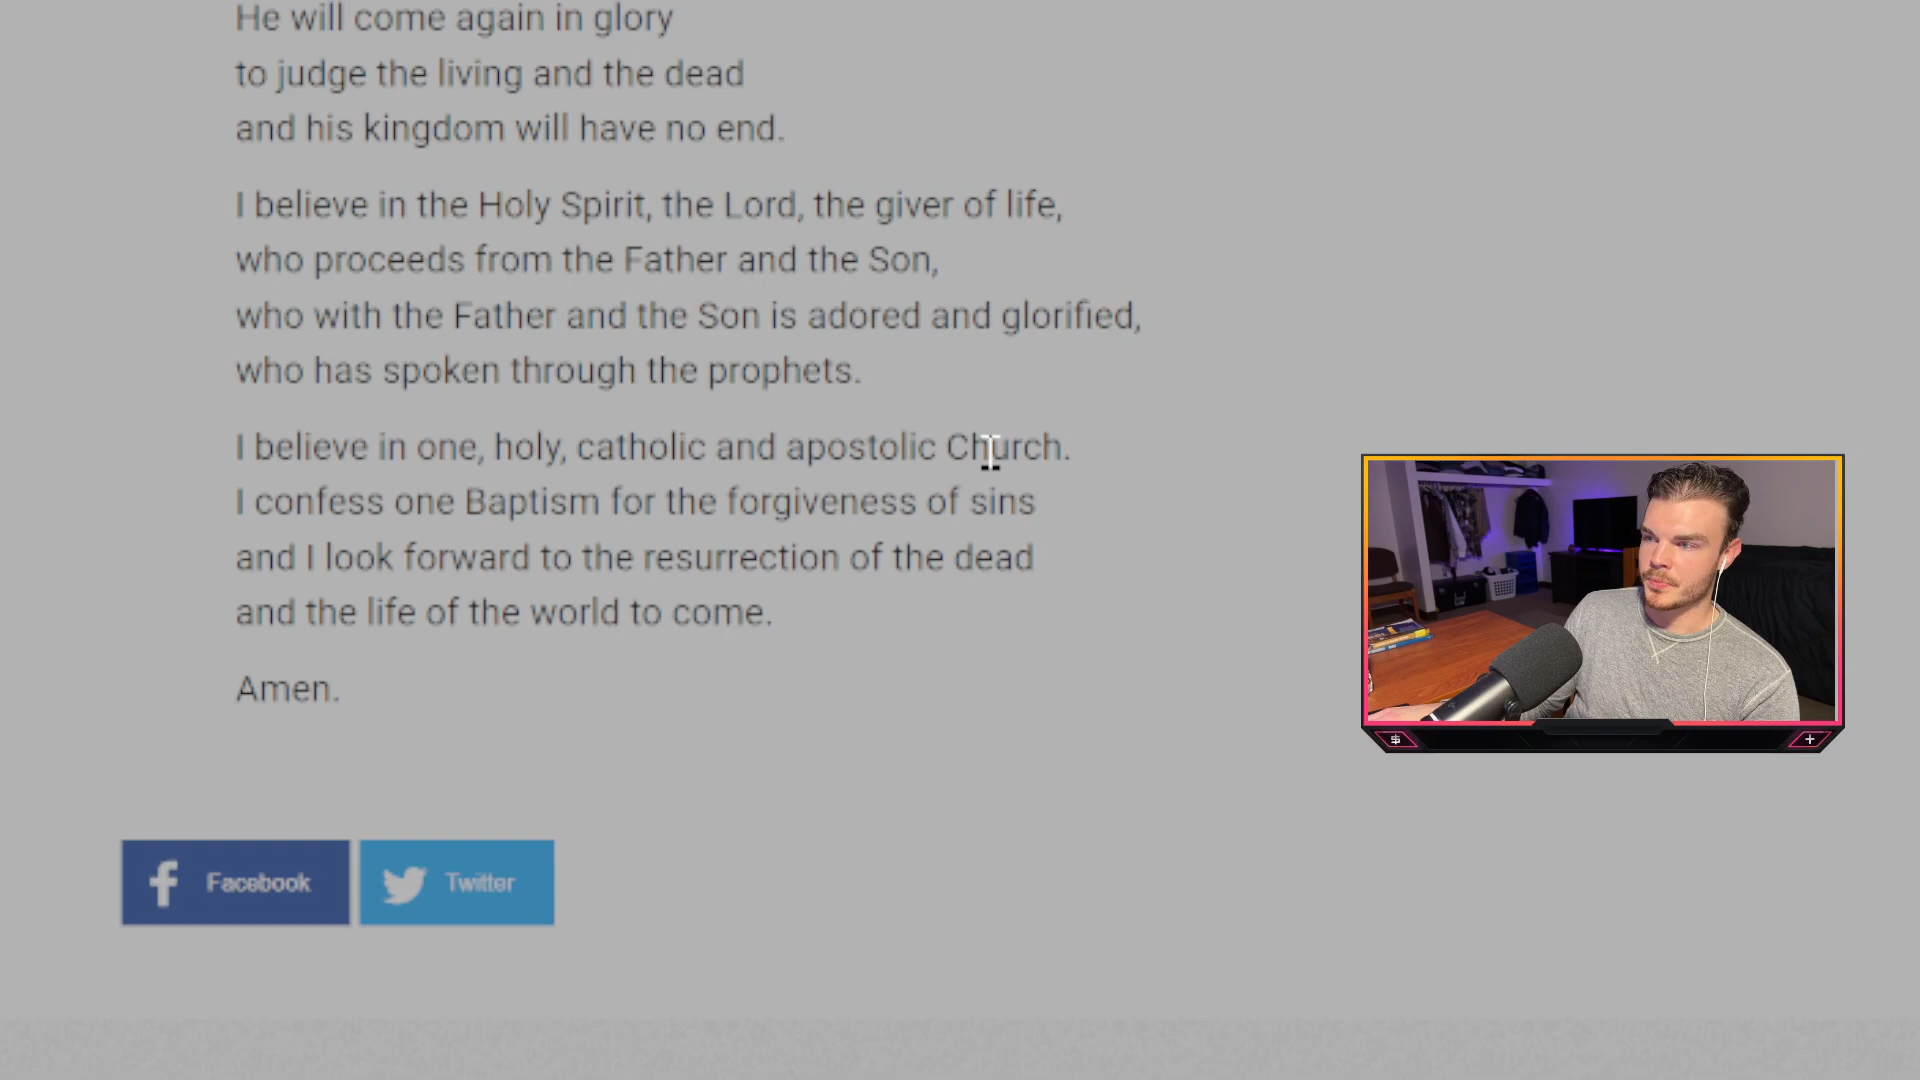 He will come again in glory
to judge the living and the dead
and his kingdom will have no end.
I believe in the Holy Spirit, the Lord, the giver of life,
who proceeds from the Father and the Son,
who with the Father and the Son is adored and glorified,
who has spoken through the prophets.
I believe in one, holy, catholic and apostolic Church.
I confess one Baptism for the forgiveness of sins
and I look forward to the resurrection of the dead
and the life of the world to come.
Amen.
Facebook
Twitter